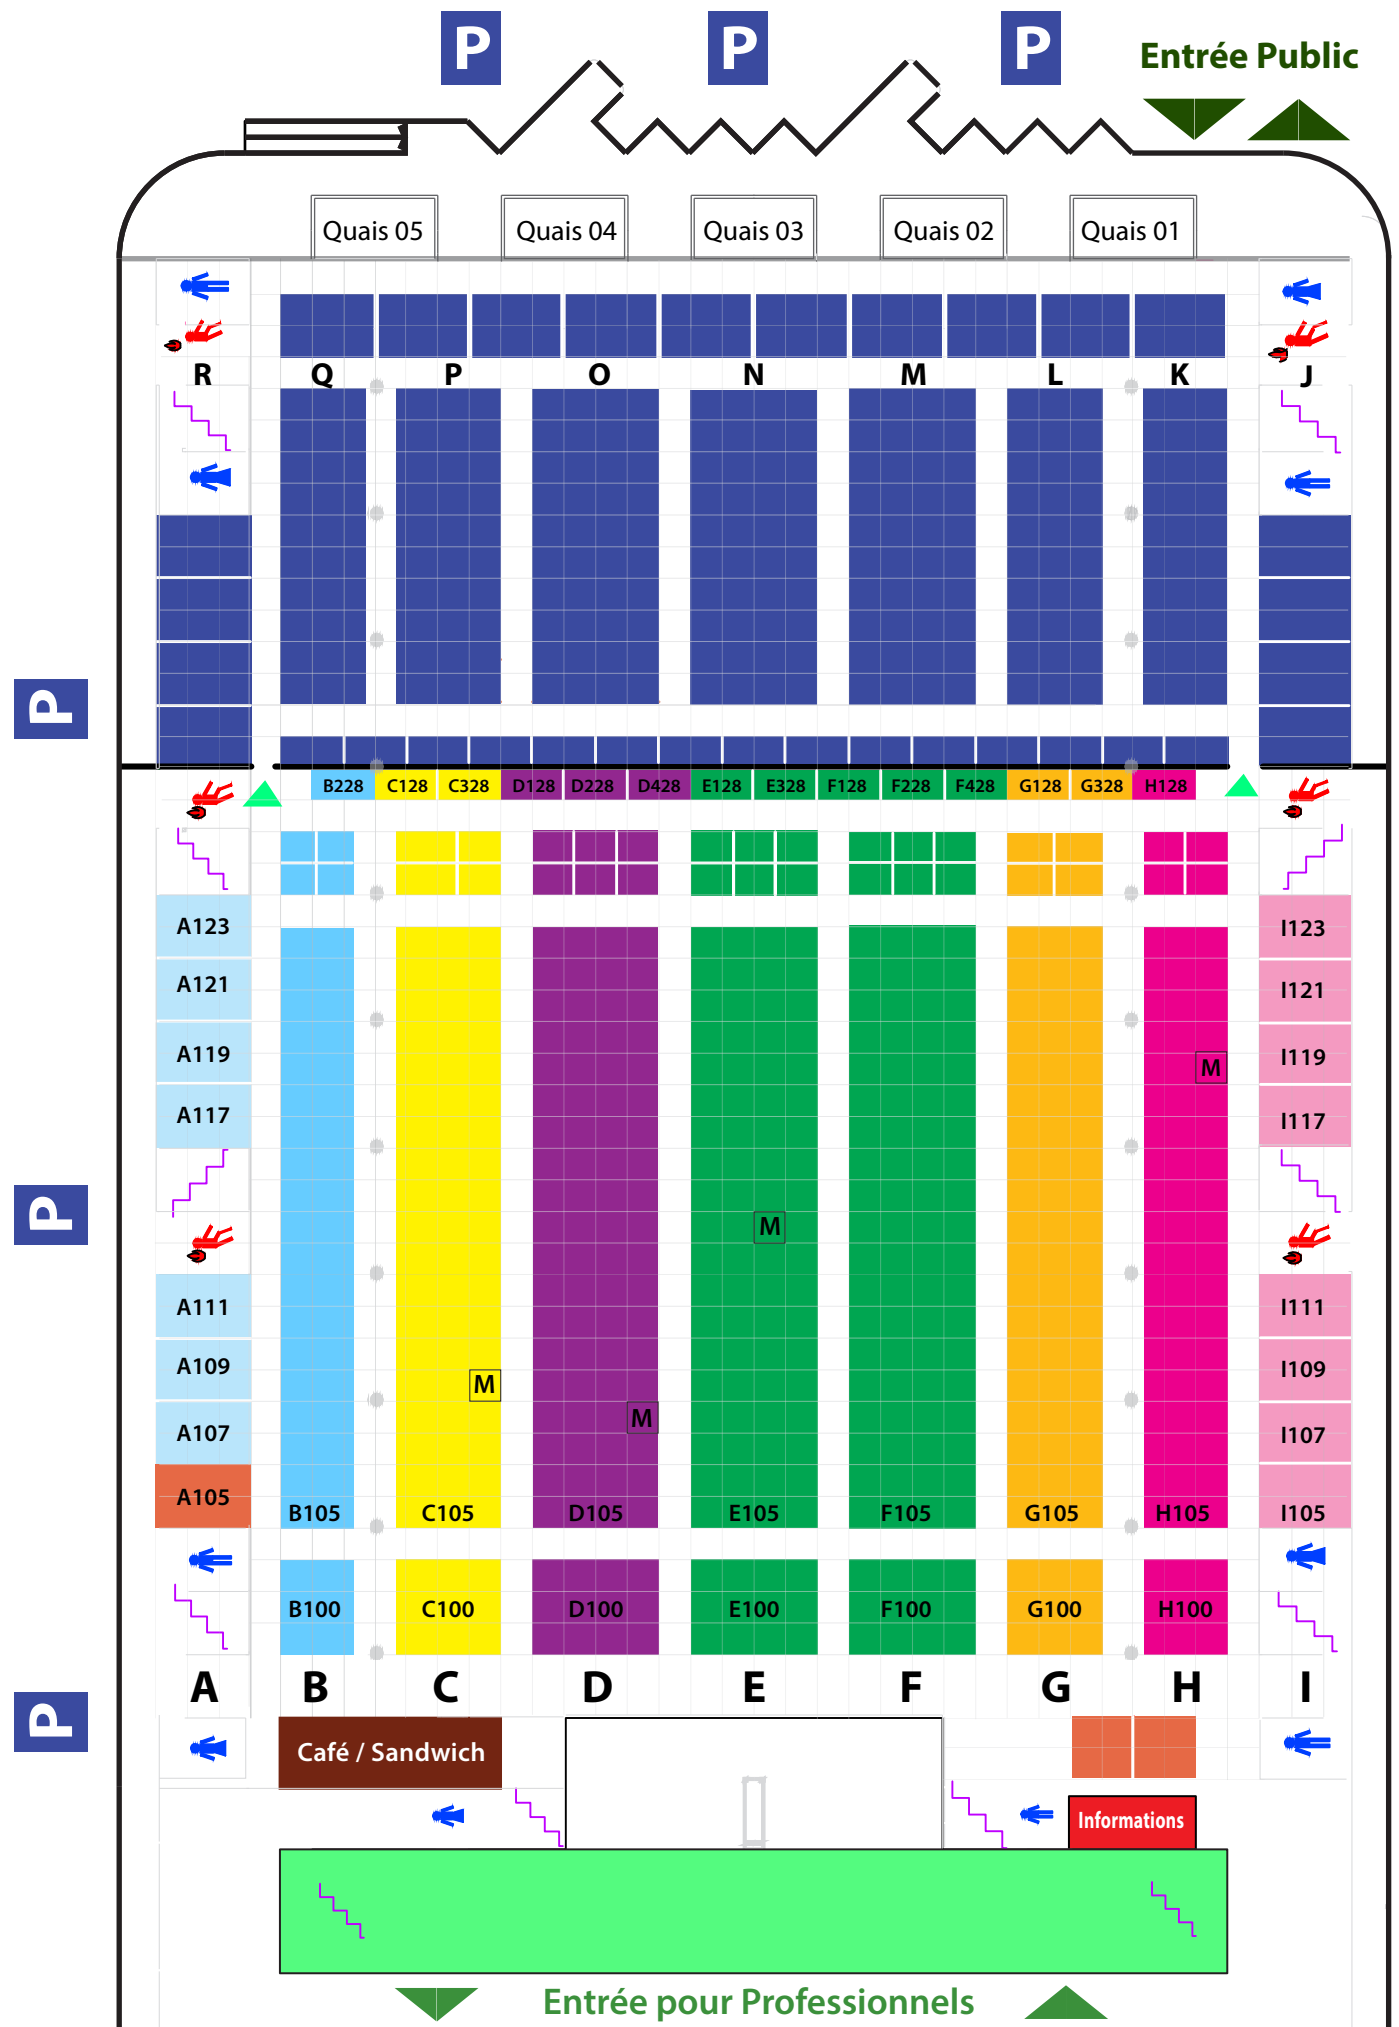 P P P
Entrée Public
Quais 05 Quais 04 Quais 03 Quais 02 Quais 01
R Q P O N M L K J
P
B228 C128 C328 D128 D228 D428 E128 E328 F128 F228 F428 G128 G328 H128
A123 I123
A121 I121
A119 I119
M
A117 I117
P
M
A111 I111
A109 I109
M
M
A107 I107
A105 B105 C105 D105 E105 F105 G105 H105 I105
B100 C100 D100 E100 F100 G100 H100
A B C D E F G H I
P
Café / Sandwich
Informations
Entrée pour Professionnels